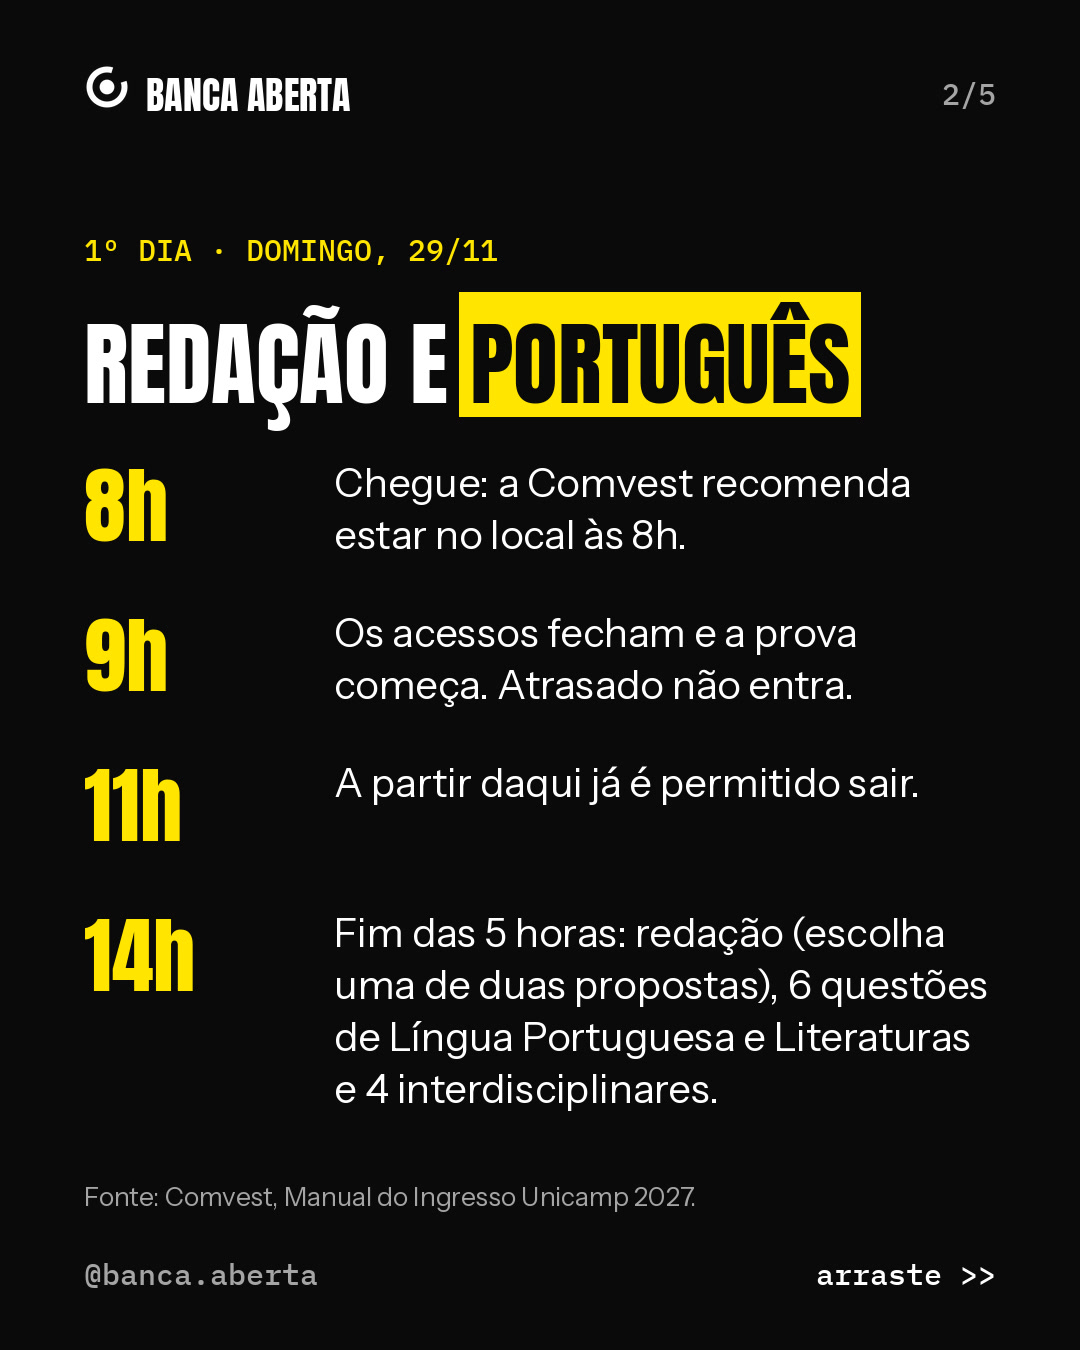 BANCA ABERTA
2/5
1º DIA · DOMINGO, 29/11
REDAÇÃO E PORTUGUÊS
8h
Chegue: a Comvest recomenda
estar no local às 8h.
9h
Os acessos fecham e a prova
começa. Atrasado não entra.
11h
A partir daqui já é permitido sair.
14h
Fim das 5 horas: redação (escolha
uma de duas propostas), 6 questões
de Língua Portuguesa e Literaturas
e 4 interdisciplinares.
Fonte: Comvest, Manual do Ingresso Unicamp 2027.
@banca.aberta
arraste >>